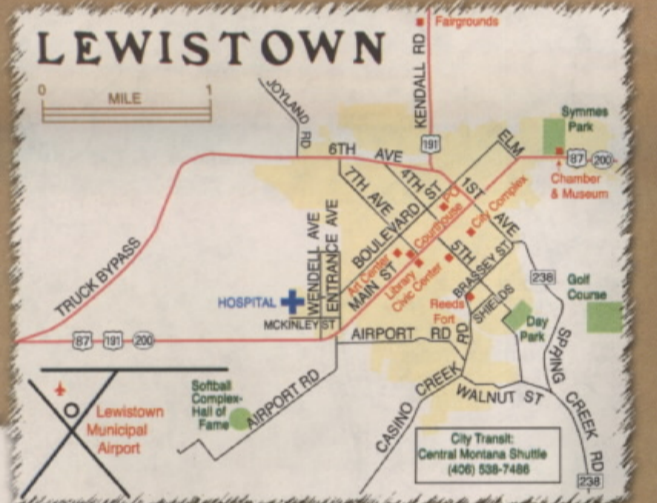 LEWISTOWN
0 MILE 1
Fairgrounds
KENDALL RD
191
JOYLAND RD
6TH AVE
ELM
Symmes
Park
87 200
Chamber
& Museum
7TH AVE
4TH ST
1ST AVE
BOULEVARD
P.O.
Courthouse
City Complex
WENDELL AVE
ENTRANCE AVE
MAIN ST
Art Center
Library
Civic Center
5TH
BRASSEY ST
238
TRUCK BYPASS
HOSPITAL
MCKINLEY ST
Reeds
Fort
SHIELDS
Golf
Course
Day
Park
87 191 200
AIRPORT RD
SPRING CREEK RD
Softball
Complex-
Hall of
Fame
AIRPORT RD
CASINO CREEK RD
WALNUT ST
Lewistown
Municipal
Airport
City Transit:
Central Montana Shuttle
(406) 538-7486
238